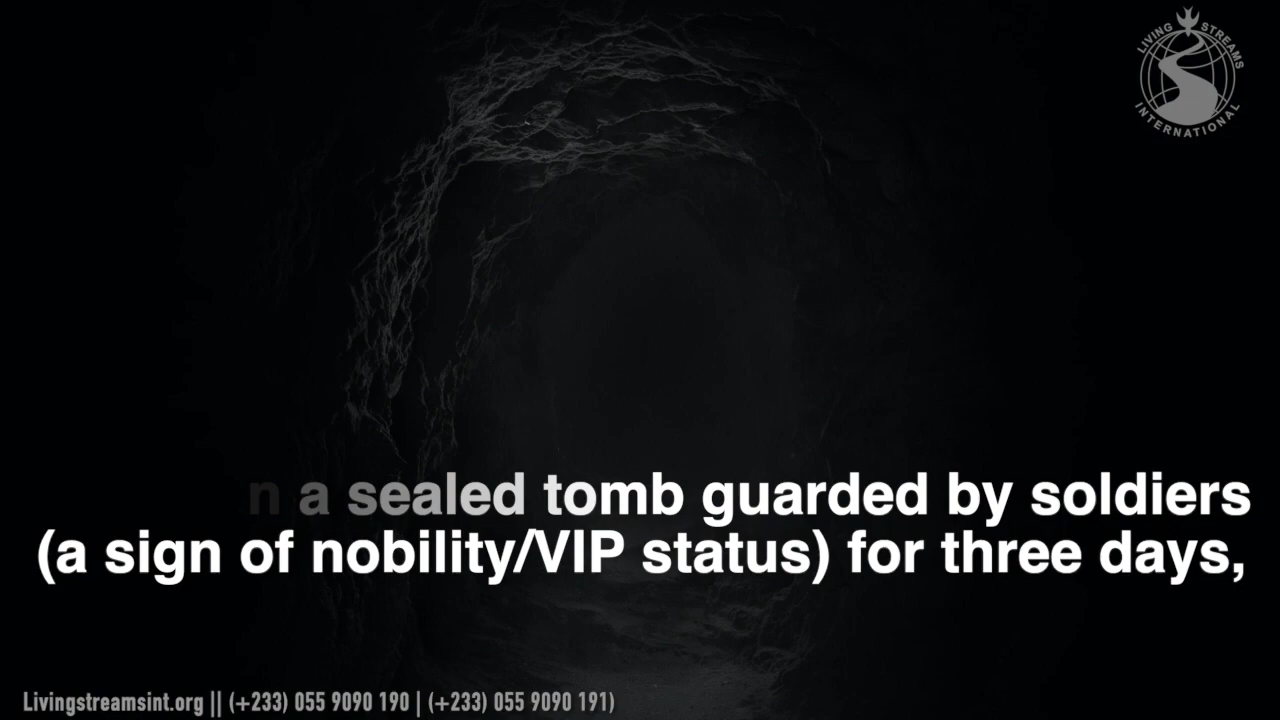 LIVING STREAMS
INTERNATIONAL
n a sealed tomb guarded by soldiers
(a sign of nobility/VIP status) for three days,
Livingstreamsint.org || (+233) 055 9090 190 | (+233) 055 9090 191)